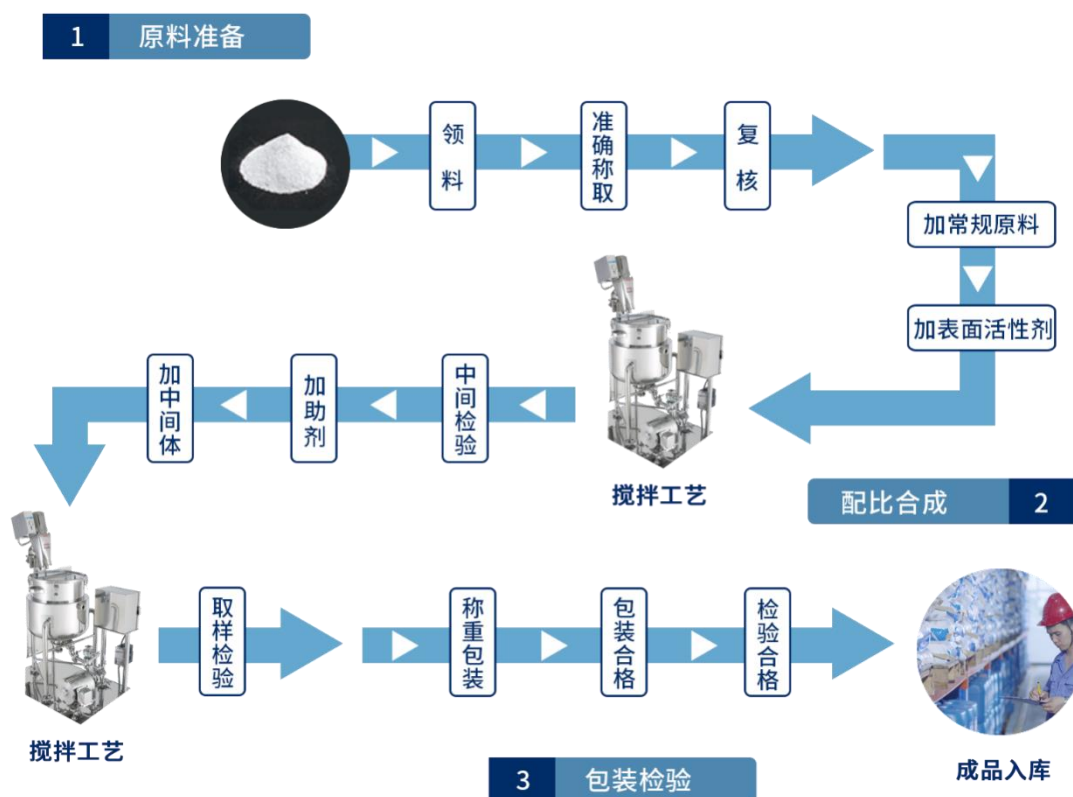 1 原料准备
领料
准确称取
复核
加常规原料
加表面活性剂
搅拌工艺
中间检验
加助剂
加中间体
配比合成 2
搅拌工艺
取样检验
称重包装
包装合格
检验合格
成品入库
3 包装检验